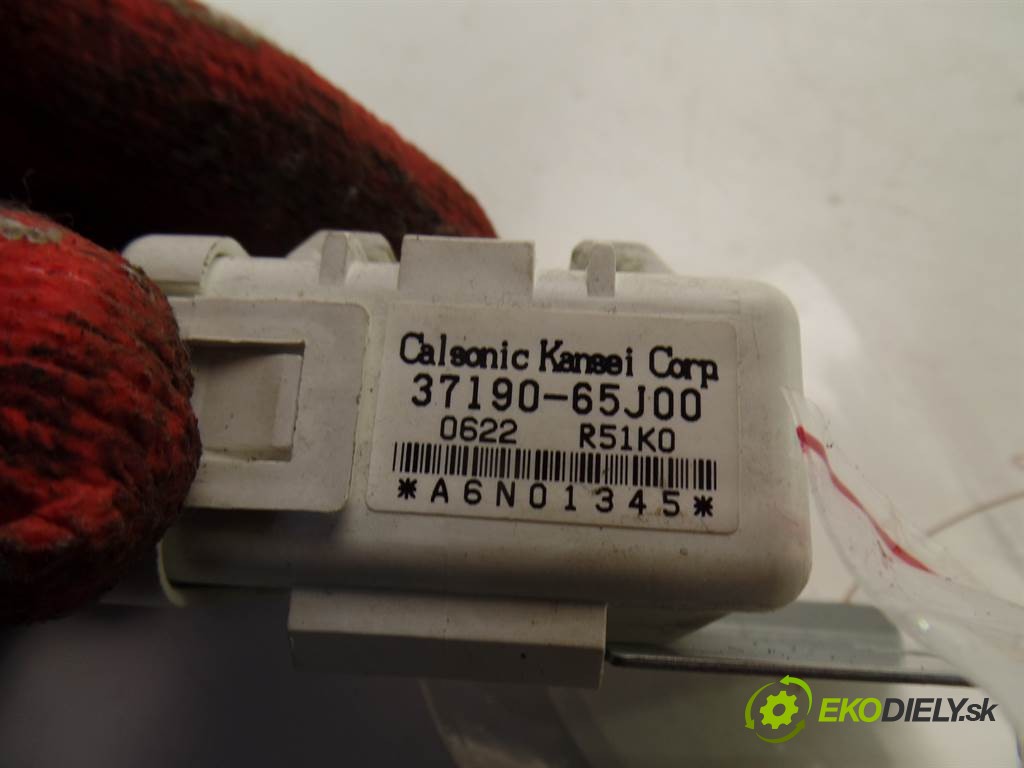 Calsonic Kansei Corp
37190-65J00
0622 R51K0
*A6N01345*
EKODIELY.sk